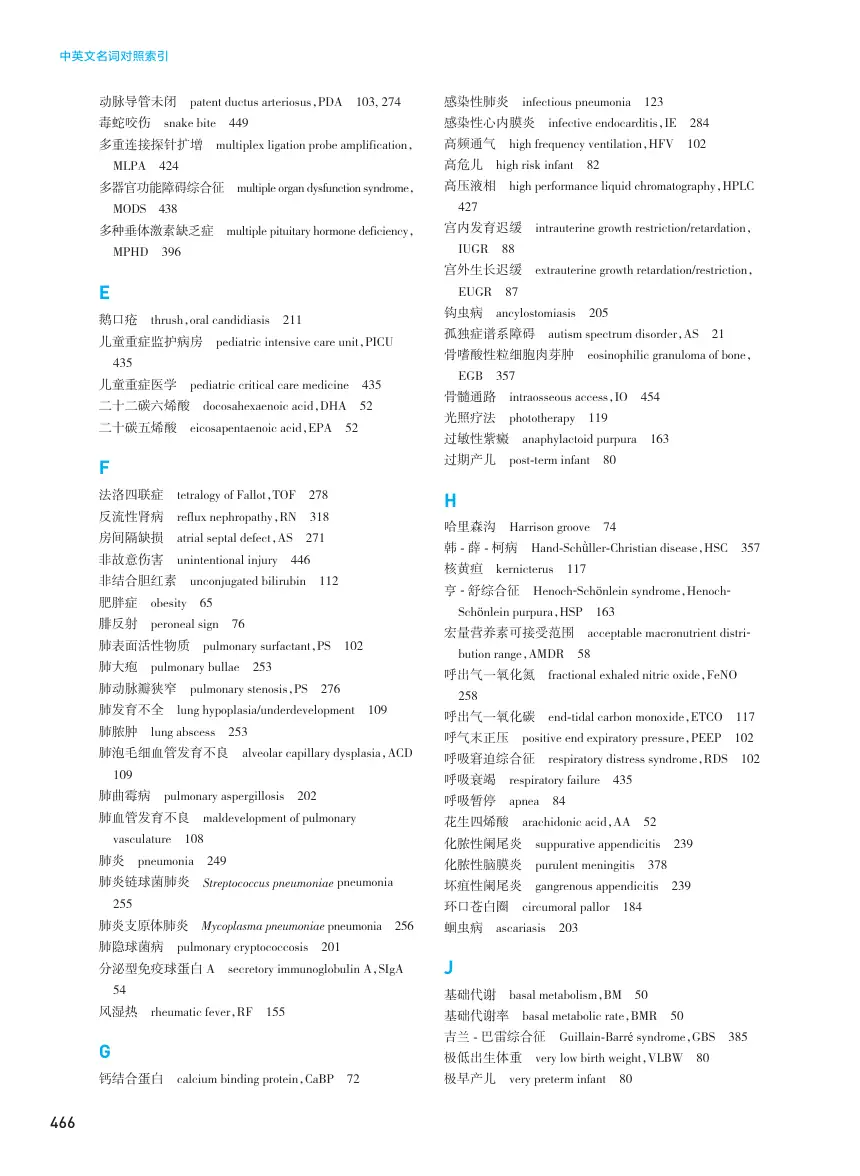 中英文名词对照索引
动脉导管未闭 patent ductus arteriosus,PDA 103, 274
毒蛇咬伤 snake bite 449
多重连接探针扩增 multiplex ligation probe amplification,
MLPA 424
多器官功能障碍综合征 multiple organ dysfunction syndrome,
MODS 438
多种垂体激素缺乏症 multiple pituitary hormone deficiency,
MPHD 396
E
鹅口疮 thrush,oral candidiasis 211
儿童重症监护病房 pediatric intensive care unit,PICU
435
儿童重症医学 pediatric critical care medicine 435
二十二碳六烯酸 docosahexaenoic acid,DHA 52
二十碳五烯酸 eicosapentaenoic acid,EPA 52
F
法洛四联症 tetralogy of Fallot,TOF 278
反流性肾病 reflux nephropathy,RN 318
房间隔缺损 atrial septal defect,AS 271
非故意伤害 unintentional injury 446
非结合胆红素 unconjugated bilirubin 112
肥胖症 obesity 65
腓反射 peroneal sign 76
肺表面活性物质 pulmonary surfactant,PS 102
肺大疱 pulmonary bullae 253
肺动脉瓣狭窄 pulmonary stenosis,PS 276
肺发育不全 lung hypoplasia/underdevelopment 109
肺脓肿 lung abscess 253
肺泡毛细血管发育不良 alveolar capillary dysplasia,ACD
109
肺曲霉病 pulmonary aspergillosis 202
肺血管发育不良 maldevelopment of pulmonary
vasculature 108
肺炎 pneumonia 249
肺炎链球菌肺炎 Streptococcus pneumoniae pneumonia
255
肺炎支原体肺炎 Mycoplasma pneumoniae pneumonia 256
肺隐球菌病 pulmonary cryptococcosis 201
分泌型免疫球蛋白 A secretory immunoglobulin A,SIgA
54
风湿热 rheumatic fever,RF 155
G
钙结合蛋白 calcium binding protein,CaBP 72
感染性肺炎 infectious pneumonia 123
感染性心内膜炎 infective endocarditis,IE 284
高频通气 high frequency ventilation,HFV 102
高危儿 high risk infant 82
高压液相 high performance liquid chromatography,HPLC
427
宫内发育迟缓 intrauterine growth restriction/retardation,
IUGR 88
宫外生长迟缓 extrauterine growth retardation/restriction,
EUGR 87
钩虫病 ancylostomiasis 205
孤独症谱系障碍 autism spectrum disorder,AS 21
骨嗜酸性粒细胞肉芽肿 eosinophilic granuloma of bone,
EGB 357
骨髓通路 intraosseous access,IO 454
光照疗法 phototherapy 119
过敏性紫癜 anaphylactoid purpura 163
过期产儿 post-term infant 80
H
哈里森沟 Harrison groove 74
韩 - 薛 - 柯病 Hand-Schǜller-Christian disease,HSC 357
核黄疸 kernicterus 117
亨 - 舒综合征 Henoch-Schönlein syndrome,Henoch-
Schönlein purpura,HSP 163
宏量营养素可接受范围 acceptable macronutrient distri-
bution range,AMDR 58
呼出气一氧化氮 fractional exhaled nitric oxide,FeNO
258
呼出气一氧化碳 end-tidal carbon monoxide,ETCO 117
呼气末正压 positive end expiratory pressure,PEEP 102
呼吸窘迫综合征 respiratory distress syndrome,RDS 102
呼吸衰竭 respiratory failure 435
呼吸暂停 apnea 84
花生四烯酸 arachidonic acid,AA 52
化脓性阑尾炎 suppurative appendicitis 239
化脓性脑膜炎 purulent meningitis 378
坏疽性阑尾炎 gangrenous appendicitis 239
环口苍白圈 circumoral pallor 184
蛔虫病 ascariasis 203
J
基础代谢 basal metabolism,BM 50
基础代谢率 basal metabolic rate,BMR 50
吉兰 - 巴雷综合征 Guillain-Barré syndrome,GBS 385
极低出生体重 very low birth weight,VLBW 80
极早产儿 very preterm infant 80
466